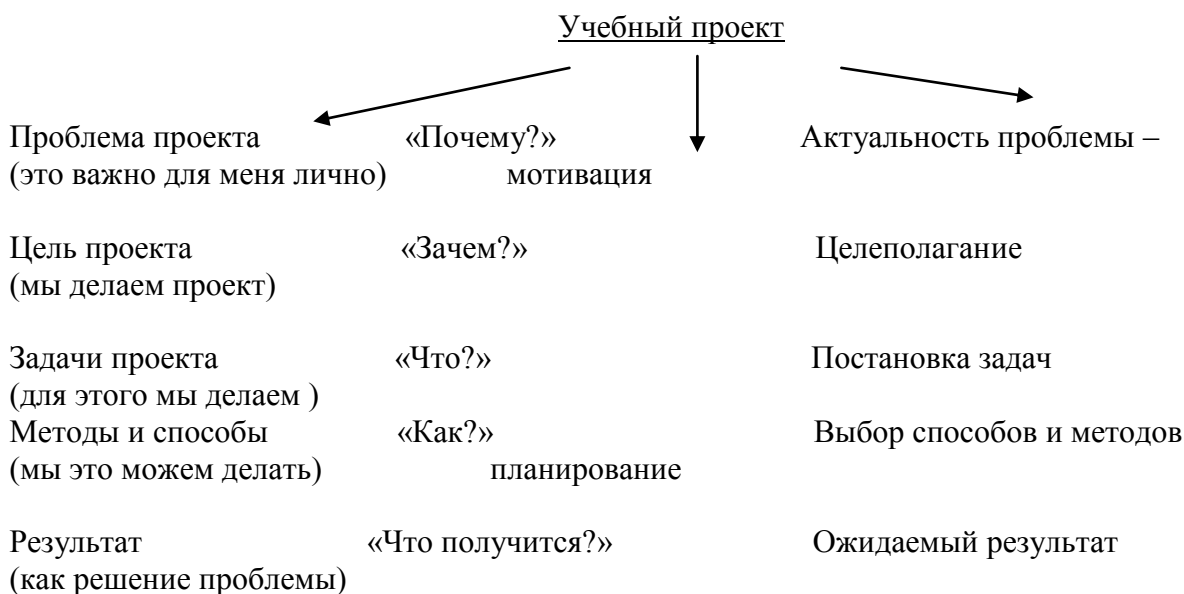 Учебный проект
Проблема проекта «Почему?» Актуальность проблемы –
(это важно для меня лично) мотивация
Цель проекта «Зачем?» Целеполагание
(мы делаем проект)
Задачи проекта «Что?» Постановка задач
(для этого мы делаем )
Методы и способы «Как?» Выбор способов и методов
(мы это можем делать) планирование
Результат «Что получится?» Ожидаемый результат
(как решение проблемы)